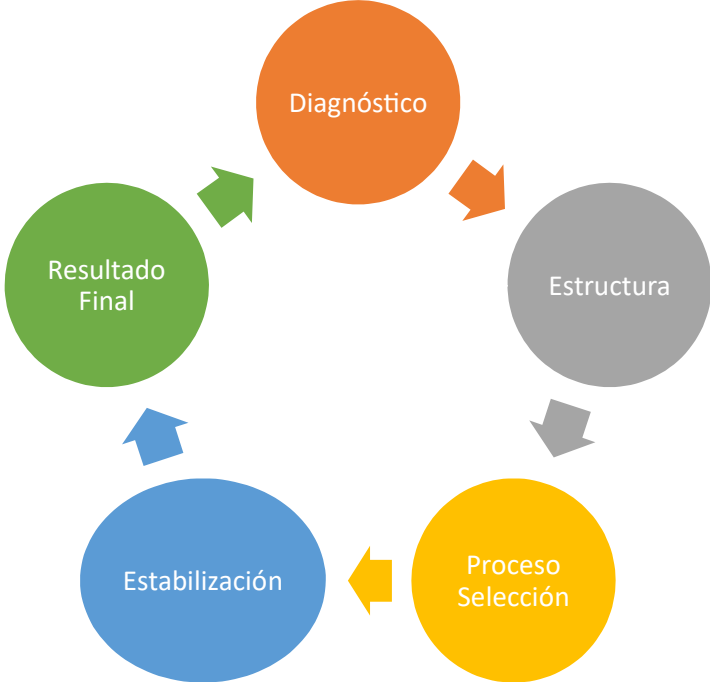 Diagnóstico
Estructura
Proceso
Selección
Estabilización
Resultado
Final